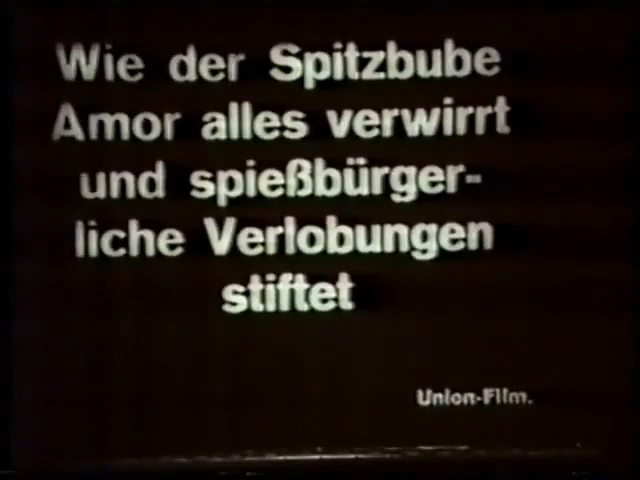 Wie der Spitzbube
Amor alles verwirrt
und spießbürger-
liche Verlobungen
stiftet
Union-Film.